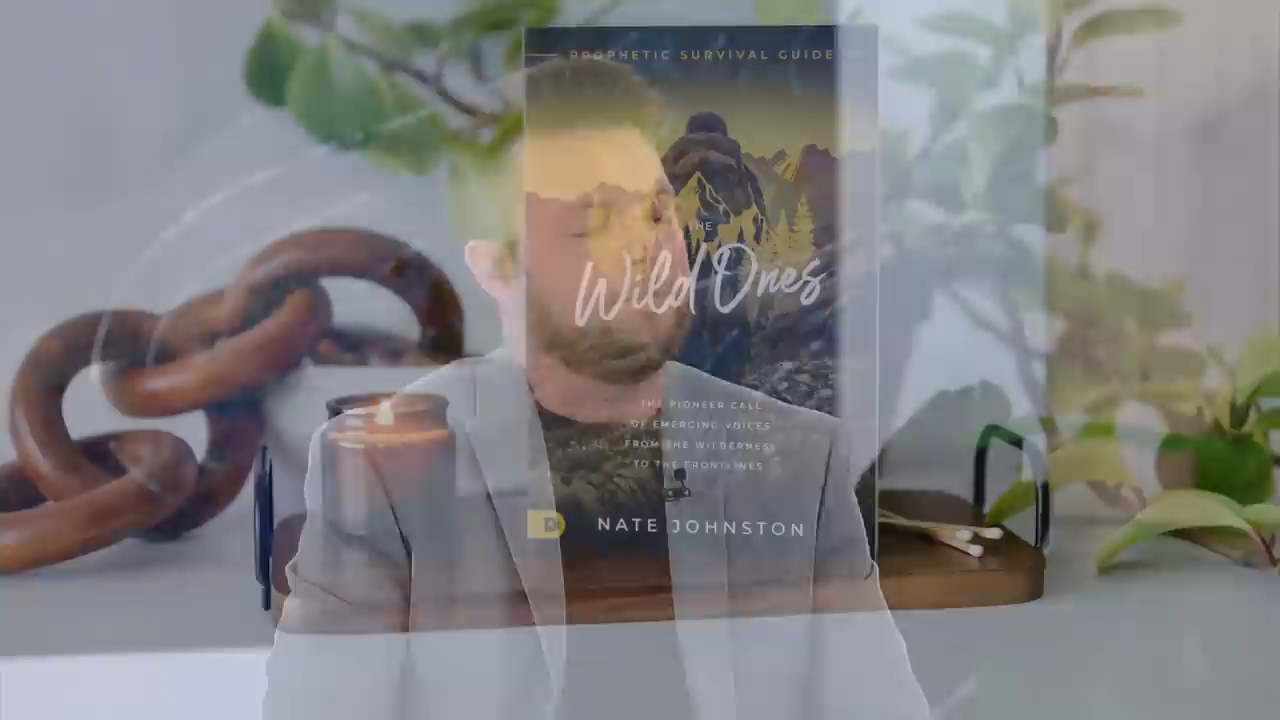 PROPHETIC SURVIVAL GUIDE
THE
Wild Ones
THE PIONEER CALL
OF EMERGING VOICES
FROM THE WILDERNESS
TO THE FRONTLINES
D
NATE JOHNSTON